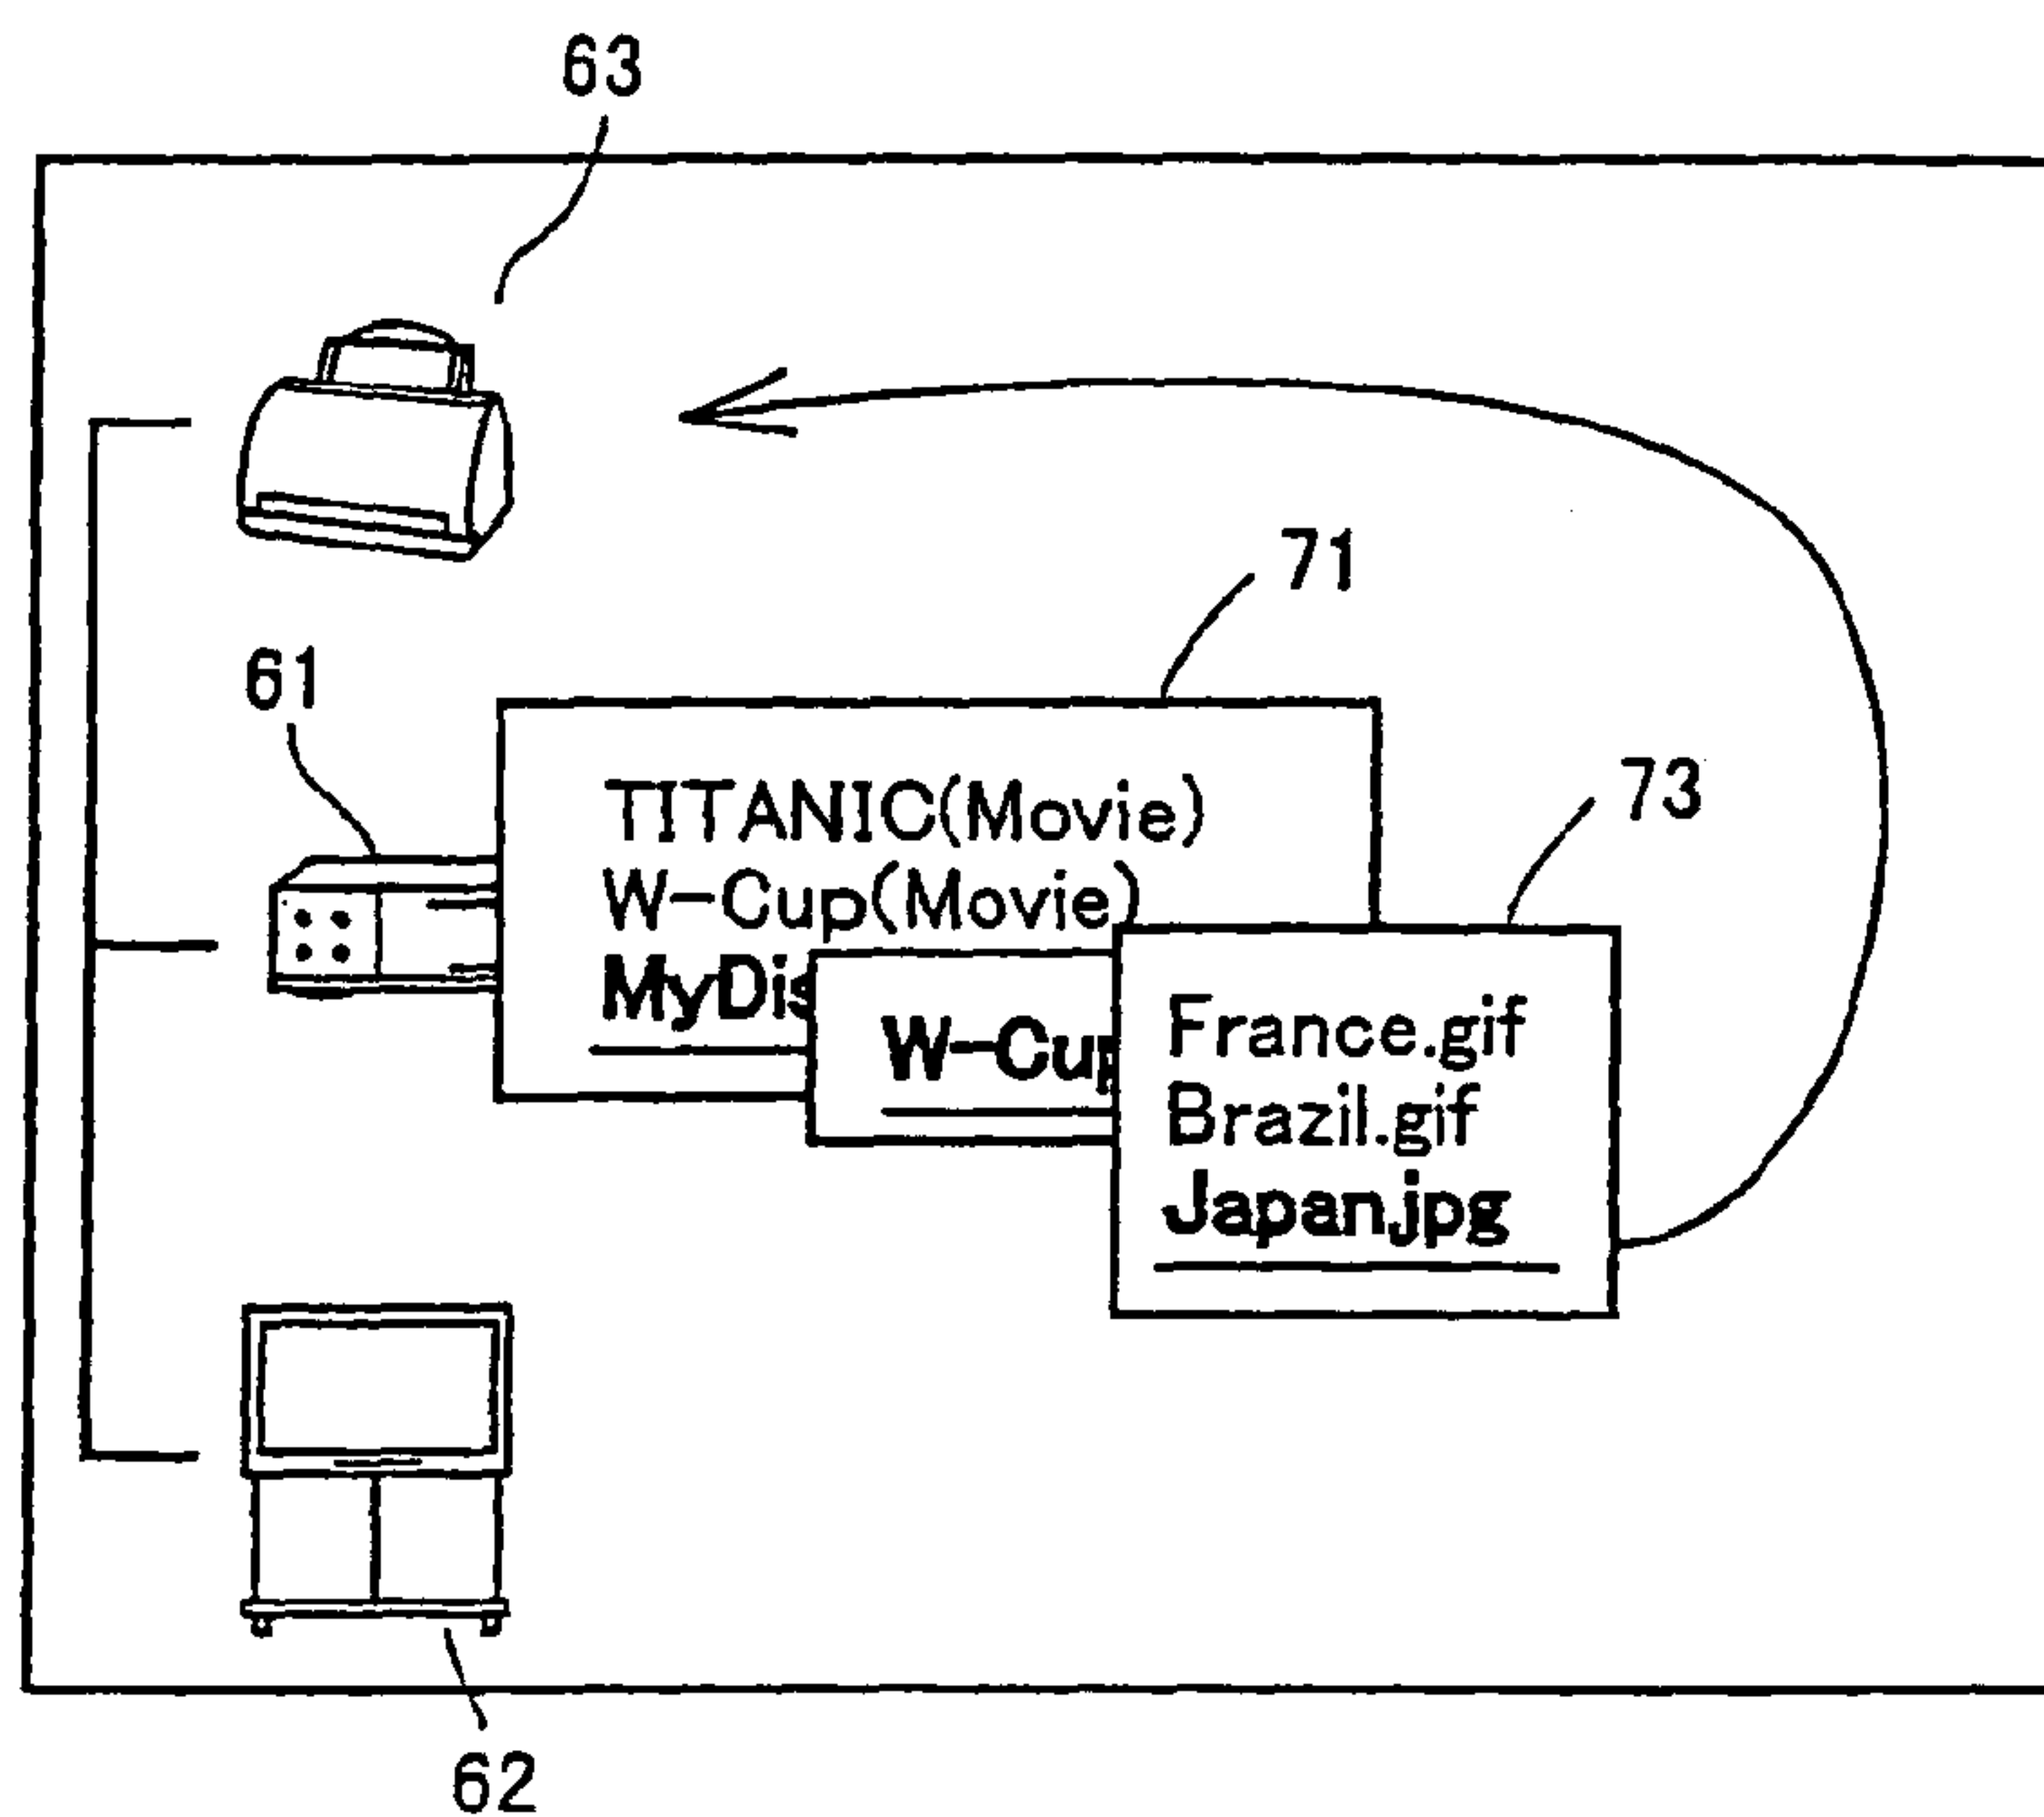 63
71
61
73
TITANIC(Movie)
W-Cup(Movie)
MyDis
W-Cup
France.gif
Brazil.gif
Japan.jpg
62